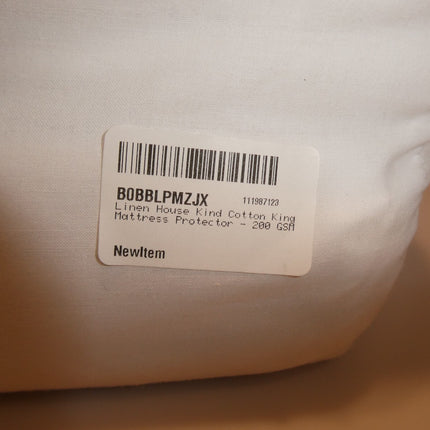 B0BBLPMZJX 111987123
Linen House Kind Cotton King
Mattress Protector - 200 GSM
NewItem